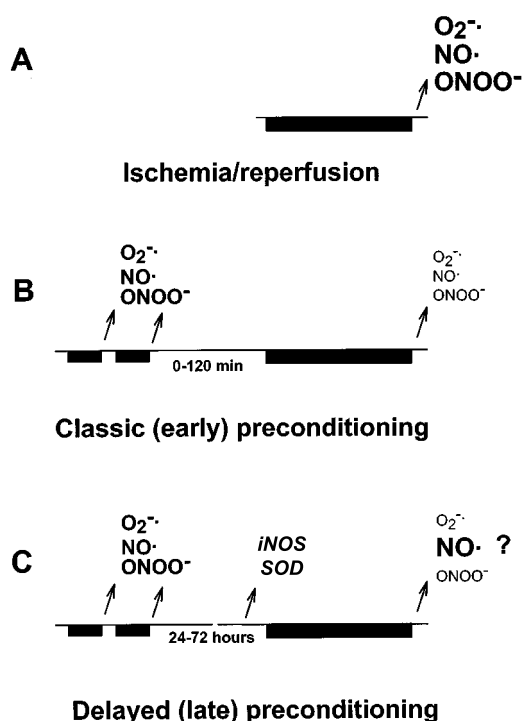 A
O₂⁻·
NO·
ONOO⁻
Ischemia/reperfusion
B
O₂⁻·
NO·
ONOO⁻
O₂⁻·
NO·
ONOO⁻
0-120 min
Classic (early) preconditioning
C
O₂⁻·
NO·
ONOO⁻
iNOS
SOD
O₂⁻·
NO· ?
ONOO⁻
24-72 hours
Delayed (late) preconditioning